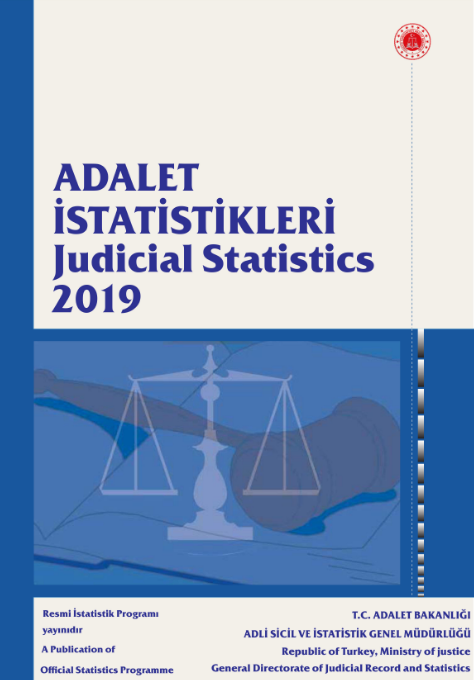 ADALET
İSTATİSTİKLERİ
Judicial Statistics
2019
Resmi İstatistik Programı
yayınıdır
A Publication of
Official Statistics Programme
T.C. ADALET BAKANLIĞI
ADLİ SİCİL VE İSTATİSTİK GENEL MÜDÜRLÜĞÜ
Republic of Turkey, Ministry of justice
General Directorate of Judicial Record and Statistics